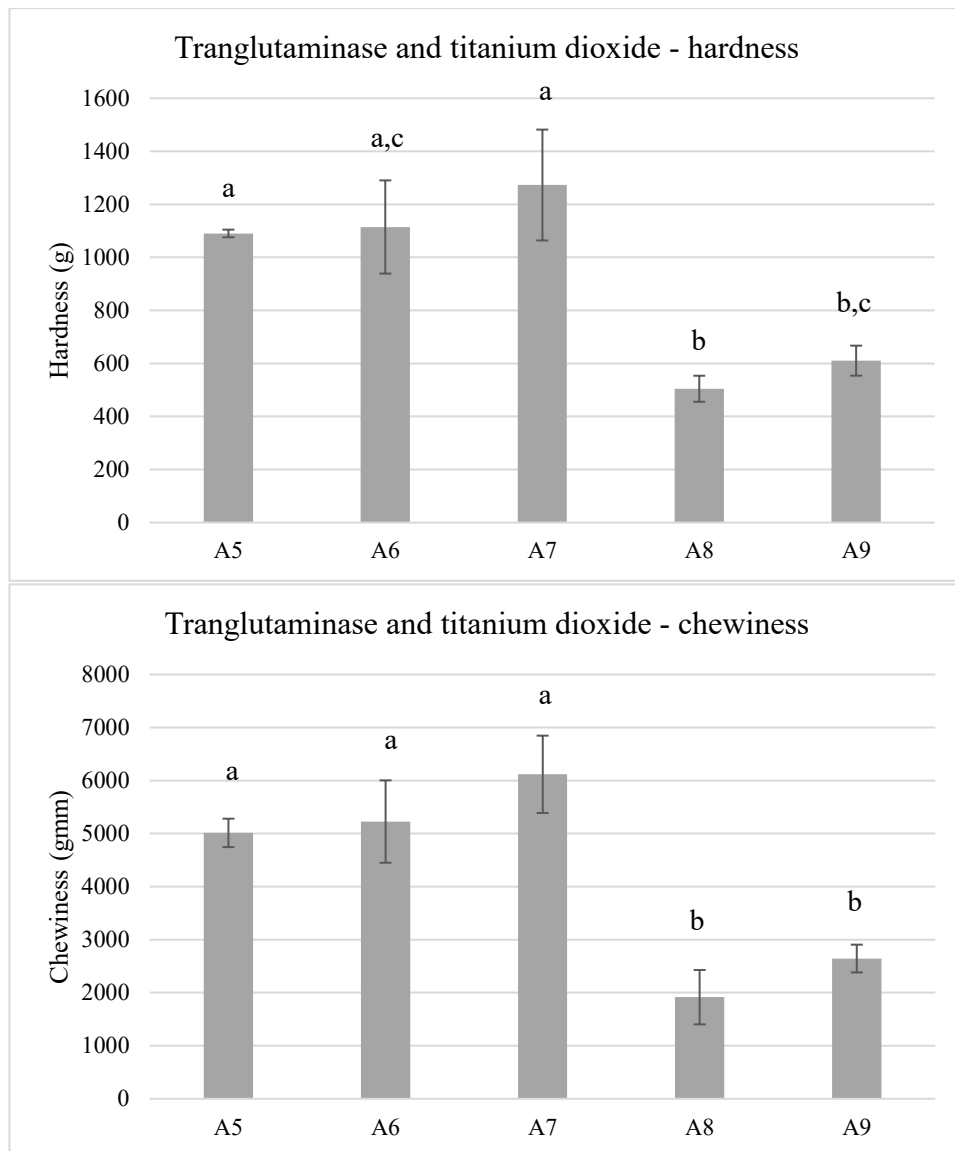 Tranglutaminase and titanium dioxide - hardness
1600
1400
1200
1000
800
600
400
200
0
Hardness (g)
a
a,c
a
b
b,c
A5 A6 A7 A8 A9
Tranglutaminase and titanium dioxide - chewiness
8000
7000
6000
5000
4000
3000
2000
1000
0
Chewiness (gmm)
a
a
a
b
b
A5 A6 A7 A8 A9